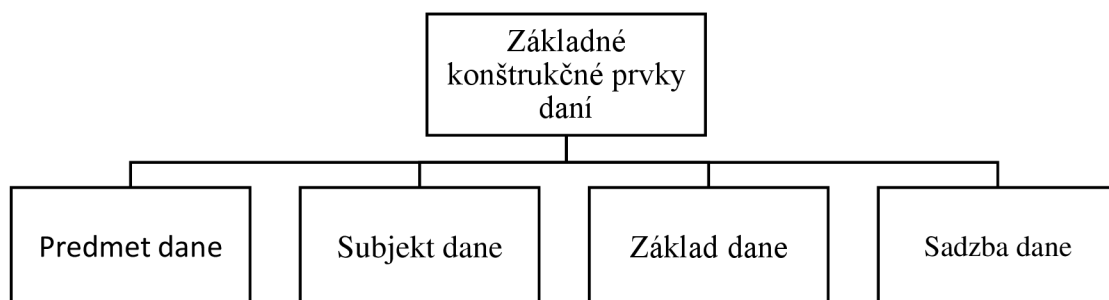 Základné
konštrukčné prvky
daní
Predmet dane
Subjekt dane
Základ dane
Sadzba dane